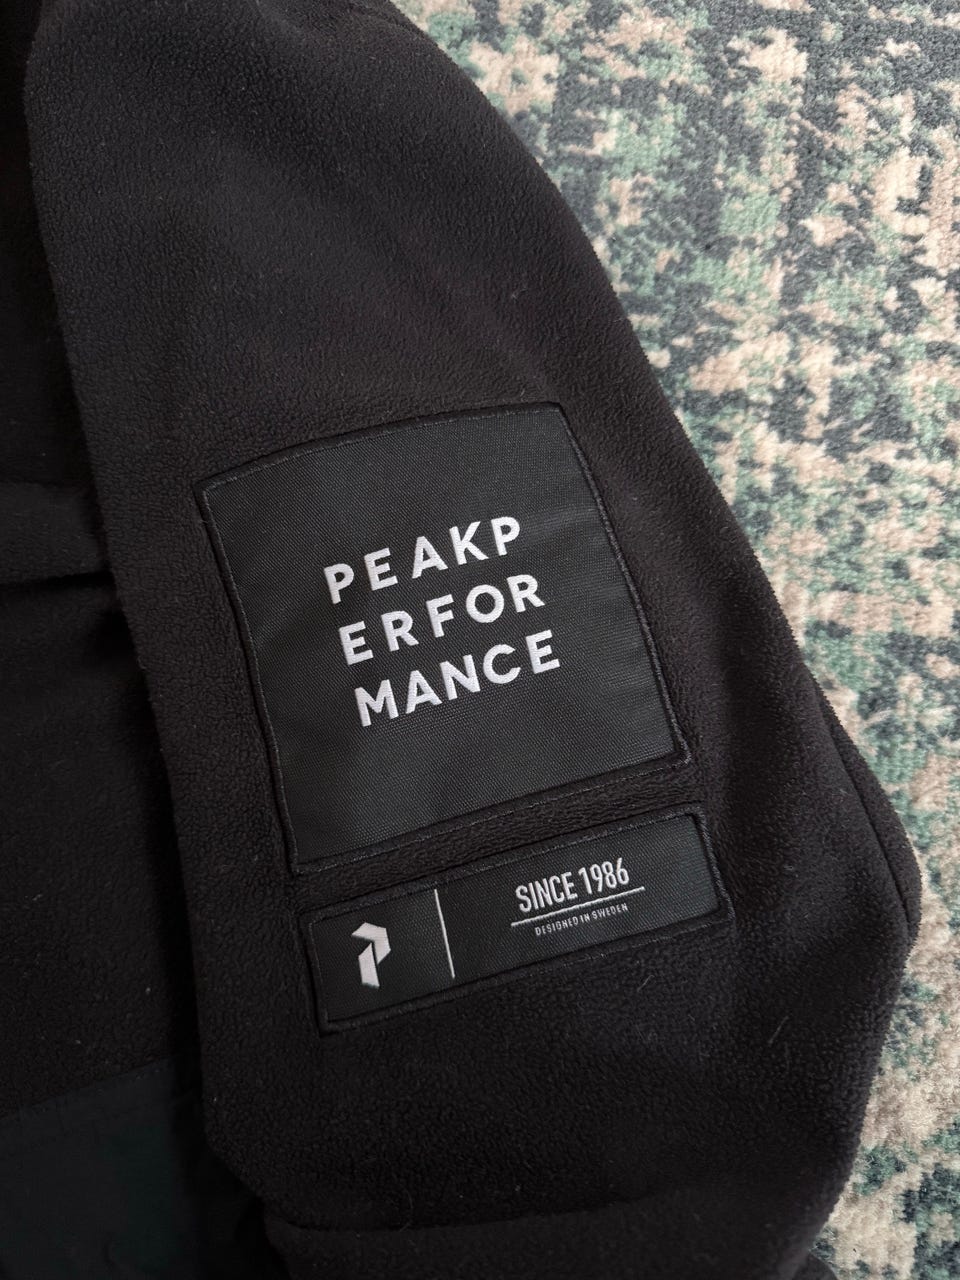 PEAKP
ERFOR
MANCE
SINCE 1986
DESIGNED IN SWEDEN